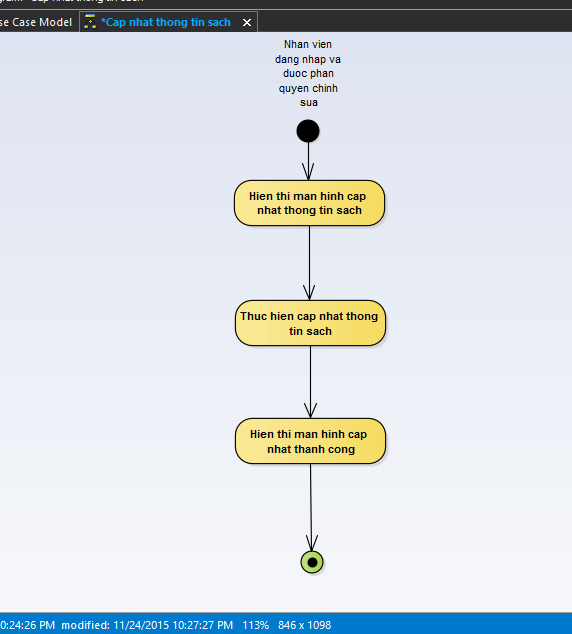 se Case Model *Cap nhat thong tin sach
Nhan vien
dang nhap va
duoc phan
quyen chinh
sua
Hien thi man hinh cap
nhat thong tin sach
Thuc hien cap nhat thong
tin sach
Hien thi man hinh cap
nhat thanh cong
0:24:26 PM modified: 11/24/2015 10:27:27 PM 113% 846 x 1098